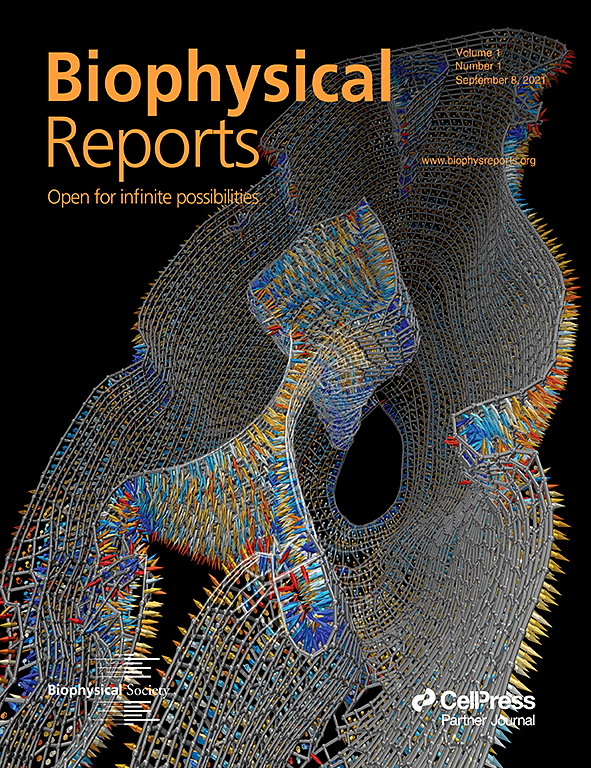 Biophysical
Reports
Open for infinite possibilities
Volume 1
Number 1
September 8, 2021
www.biophysreports.org
Biophysical Society
CellPress
Partner Journal